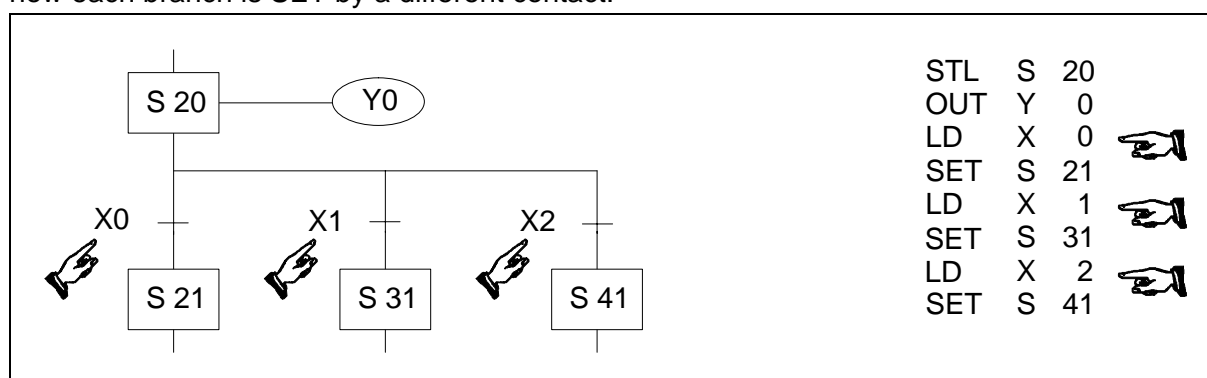 how each branch is SET by a different contact.
S 20 Y0
X0 X1 X2
S 21 S 31 S 41
STL S 20
OUT Y 0
LD X 0
SET S 21
LD X 1
SET S 31
LD X 2
SET S 41